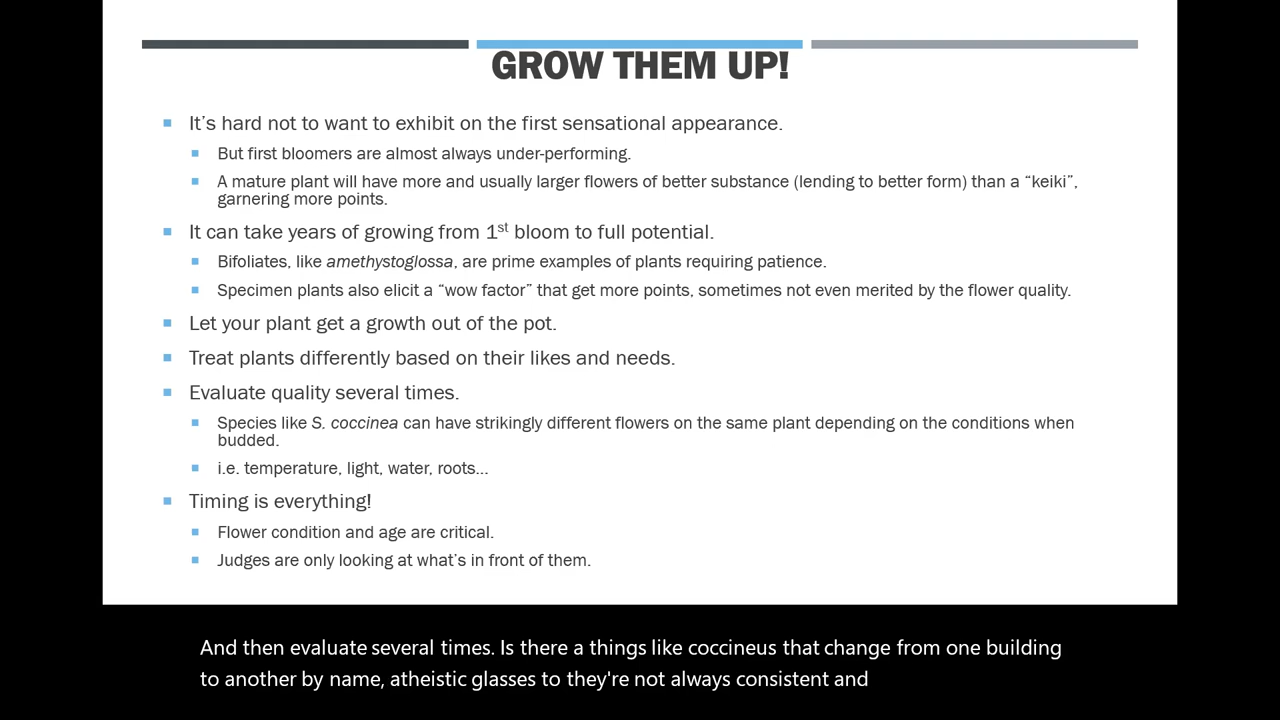 GROW THEM UP!
It's hard not to want to exhibit on the first sensational appearance.
But first bloomers are almost always under-performing.
A mature plant will have more and usually larger flowers of better substance (lending to better form) than a “keiki”,
garnering more points.
It can take years of growing from 1st bloom to full potential.
Bifoliates, like amethystoglossa, are prime examples of plants requiring patience.
Specimen plants also elicit a “wow factor” that get more points, sometimes not even merited by the flower quality.
Let your plant get a growth out of the pot.
Treat plants differently based on their likes and needs.
Evaluate quality several times.
Species like S. coccinea can have strikingly different flowers on the same plant depending on the conditions when
budded.
i.e. temperature, light, water, roots...
Timing is everything!
Flower condition and age are critical.
Judges are only looking at what's in front of them.
And then evaluate several times. Is there a things like coccineus that change from one building
to another by name, atheistic glasses to they're not always consistent and